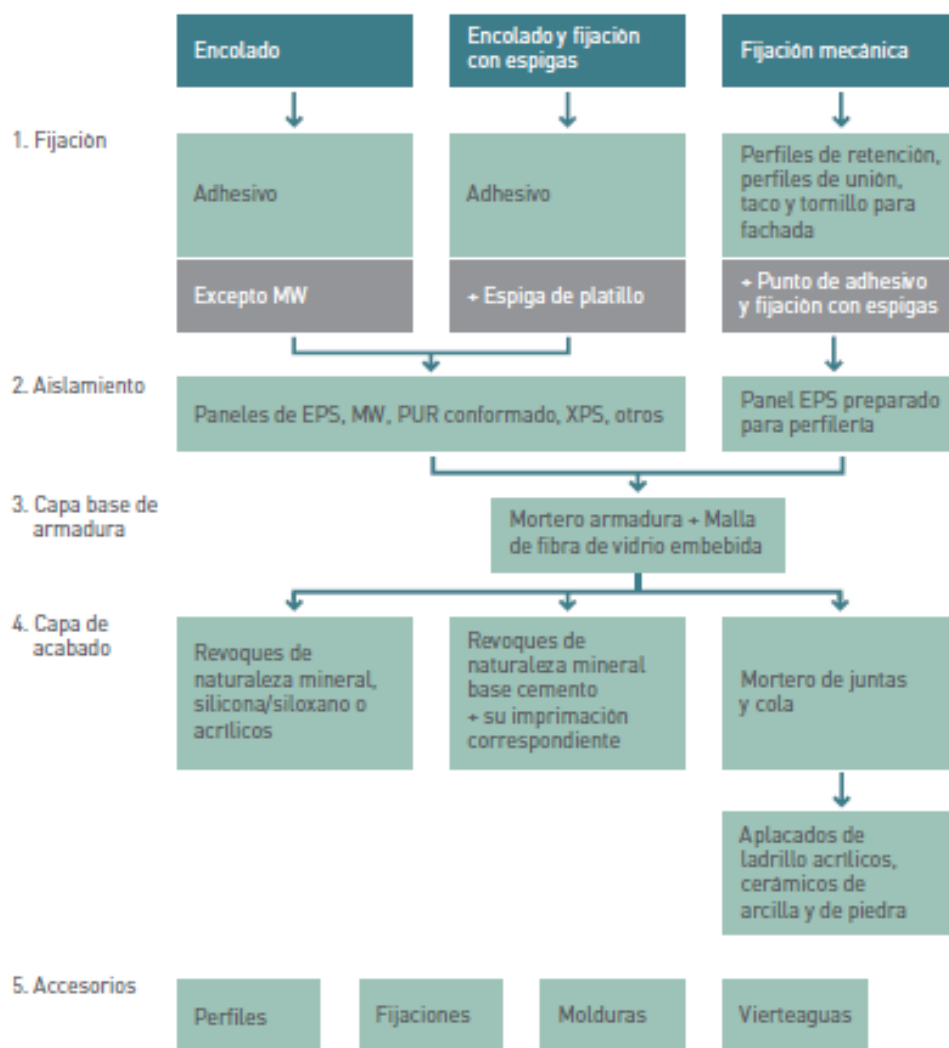 Encolado
Encolado y fijación
con espigas
Fijación mecánica
1. Fijación
Adhesivo
Adhesivo
Perfiles de retención,
perfiles de unión,
taco y tornillo para
fachada
Excepto MW
+ Espiga de platillo
+ Punto de adhesivo
y fijación con espigas
2. Aislamiento
Paneles de EPS, MW, PUR conformado, XPS, otros
Panel EPS preparado
para perfilería
3. Capa base de
armadura
Mortero armadura + Malla
de fibra de vidrio embebida
4. Capa de
acabado
Revoques de
naturaleza mineral,
silicona/siloxano o
acrílicos
Revoques de
naturaleza mineral
base cemento
+ su imprimación
correspondiente
Mortero de juntas
y cola
Aplacados de
ladrillo acrílicos,
cerámicos de
arcilla y de piedra
5. Accesorios
Perfiles
Fijaciones
Molduras
Vierteaguas